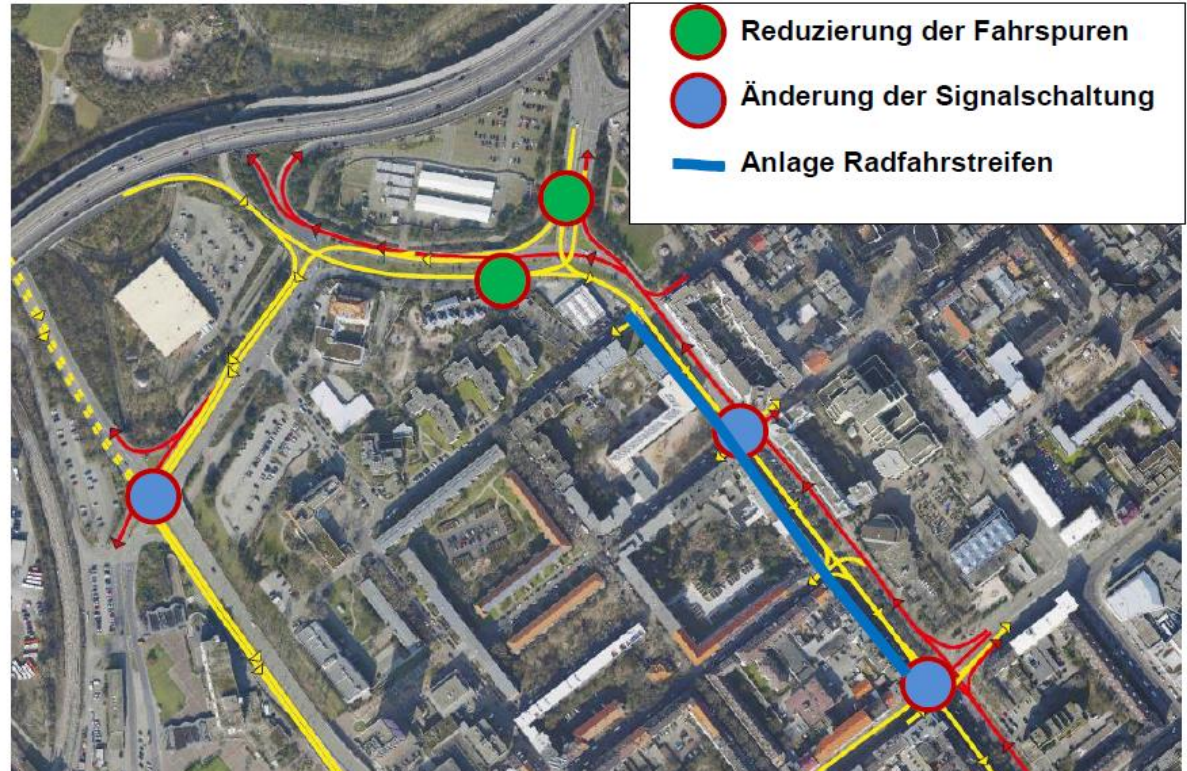 Reduzierung der Fahrspuren
Änderung der Signalschaltung
Anlage Radfahrstreifen